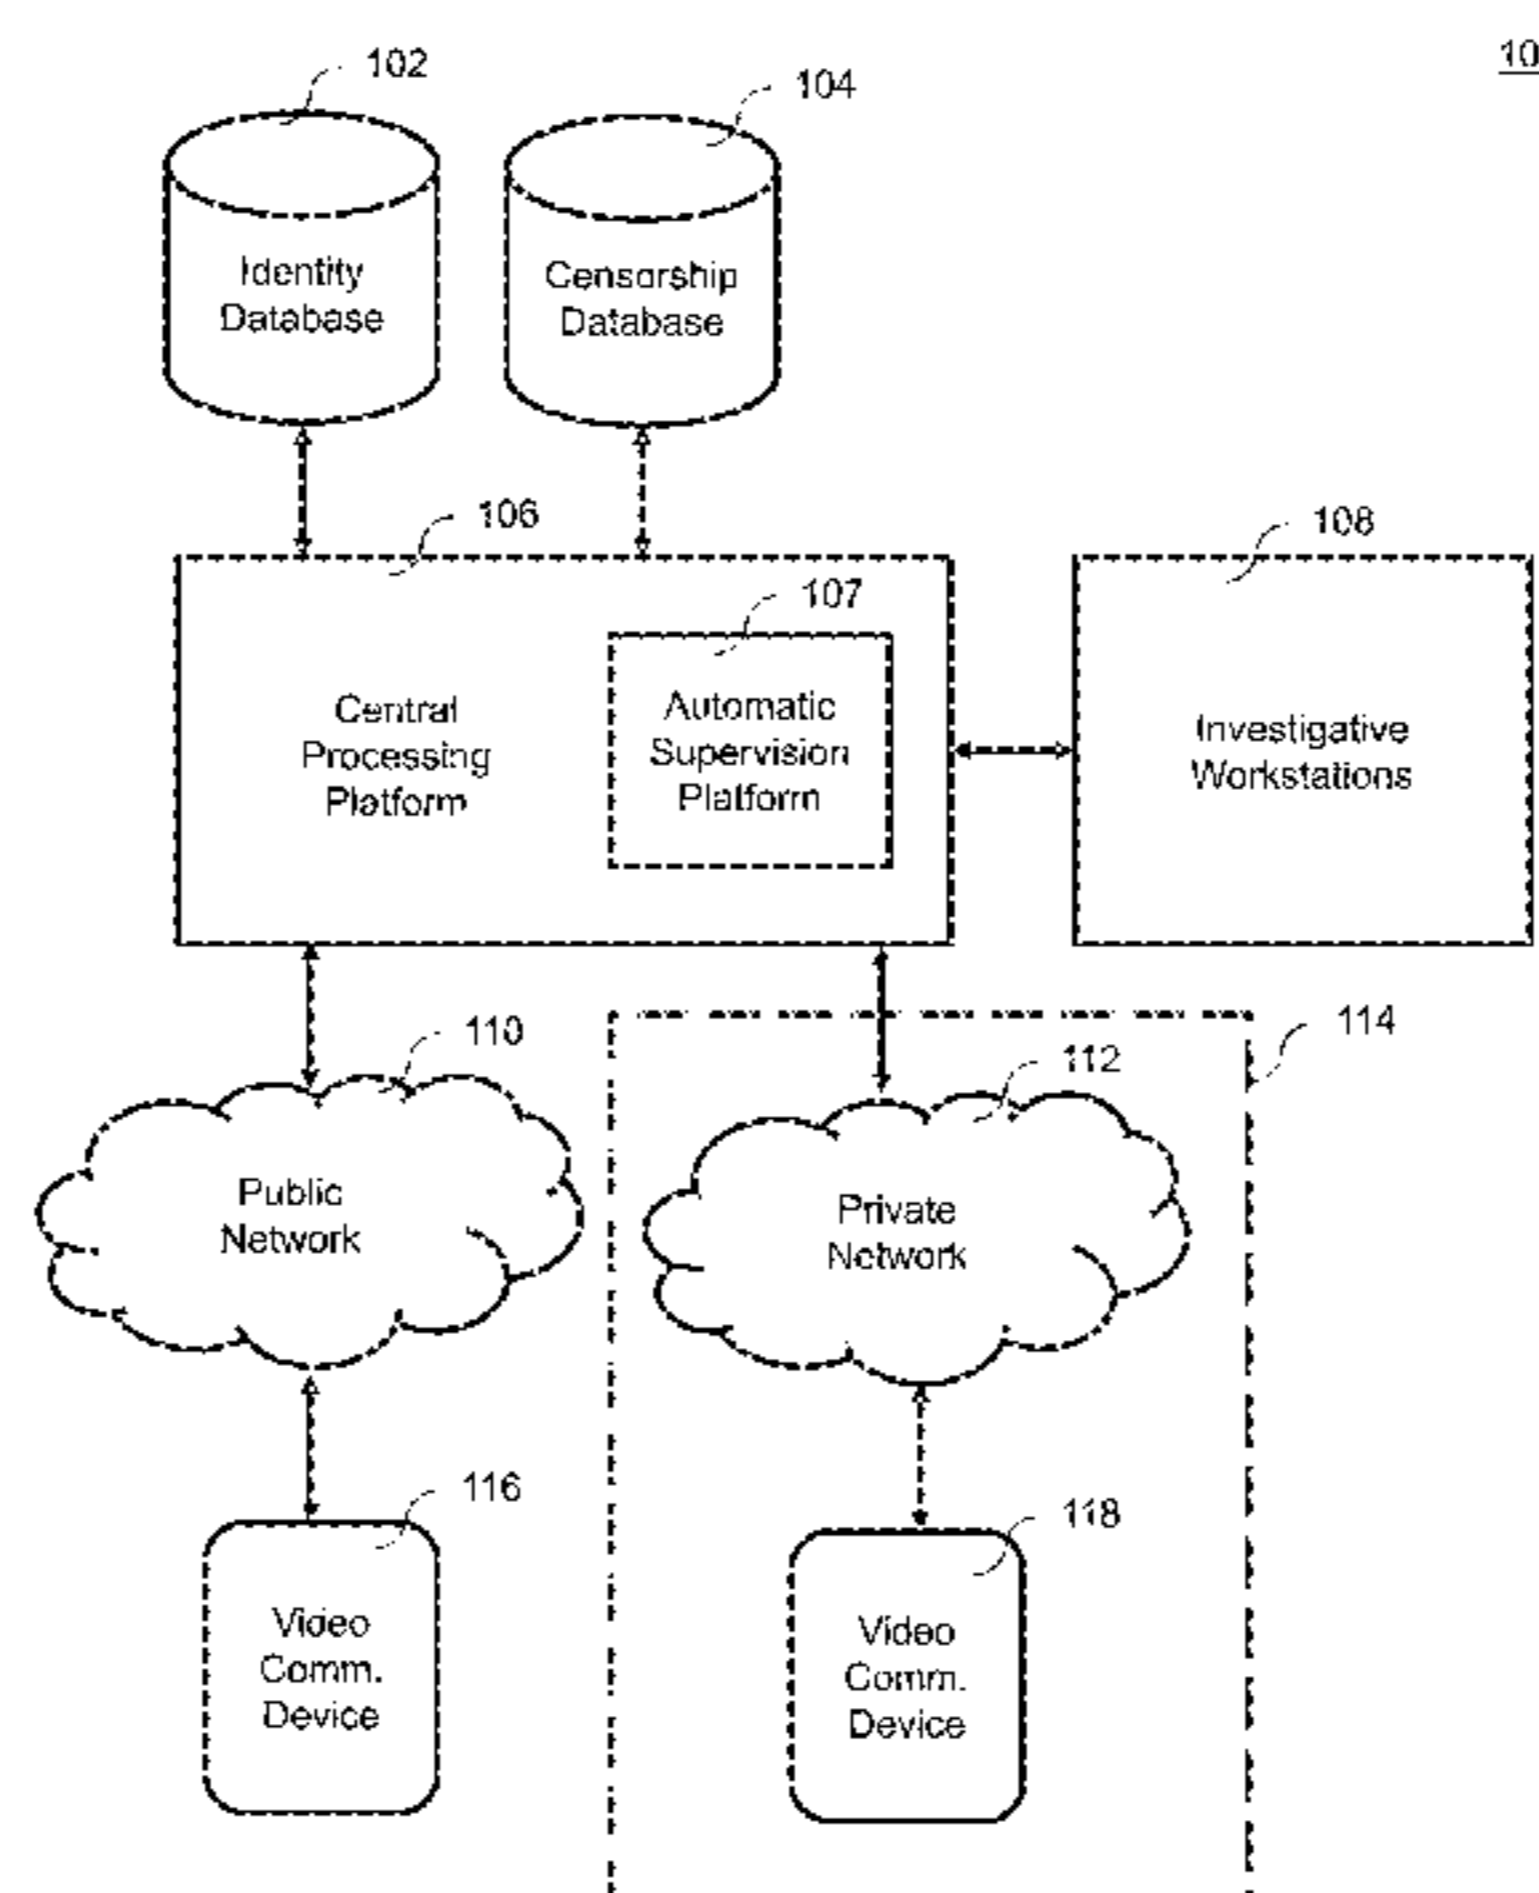 102
104
10
Identity
Database
Censorship
Database
106
108
107
Central
Processing
Platform
Automatic
Supervision
Platform
Investigative
Workstations
110
112
114
Public
Network
Private
Network
116
118
Video
Comm.
Device
Video
Comm.
Device